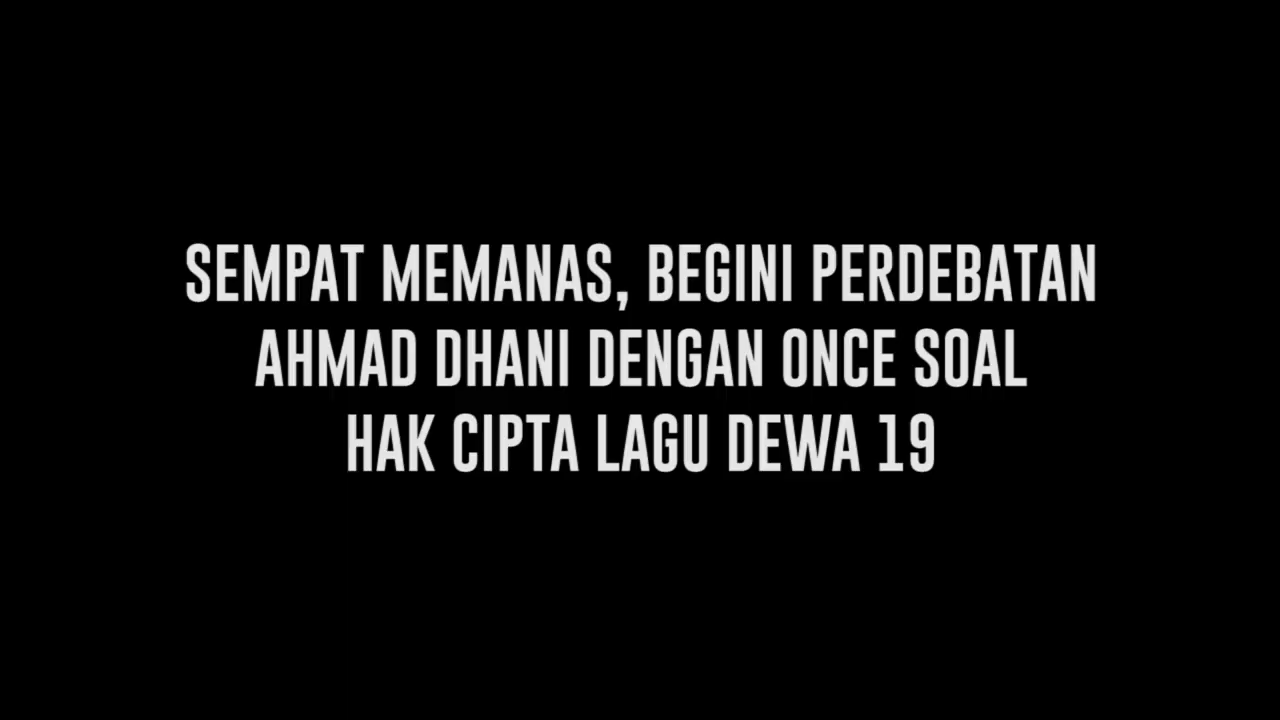 SEMPAT MEMANAS, BEGINI PERDEBATAN
AHMAD DHANI DENGAN ONCE SOAL
HAK CIPTA LAGU DEWA 19